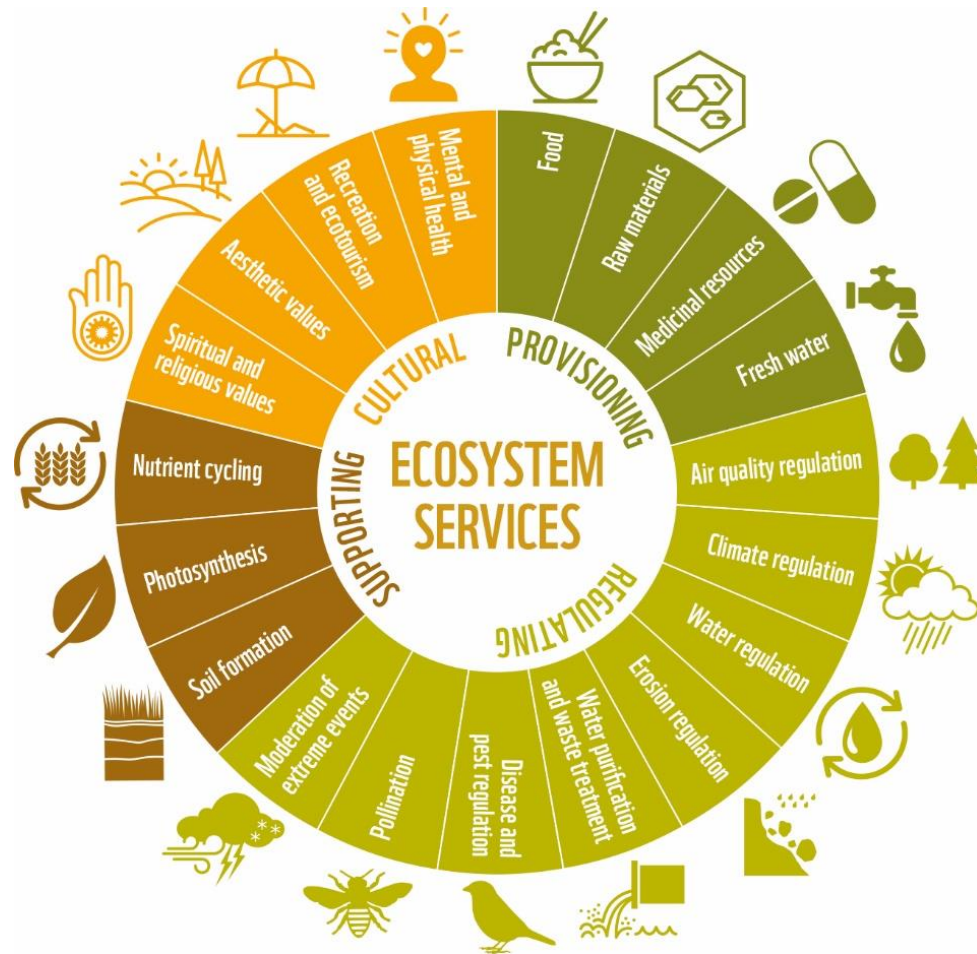 ECOSYSTEM
SERVICES
PROVISIONING
Food
Raw materials
Medicinal resources
Fresh water
REGULATING
Air quality regulation
Climate regulation
Water regulation
Erosion regulation
Water purification
and waste treatment
Disease and
pest regulation
Pollination
Moderation of
extreme events
SUPPORTING
Soil formation
Photosynthesis
Nutrient cycling
CULTURAL
Spiritual and
religious values
Aesthetic values
Recreation
and ecotourism
Mental and
physical health